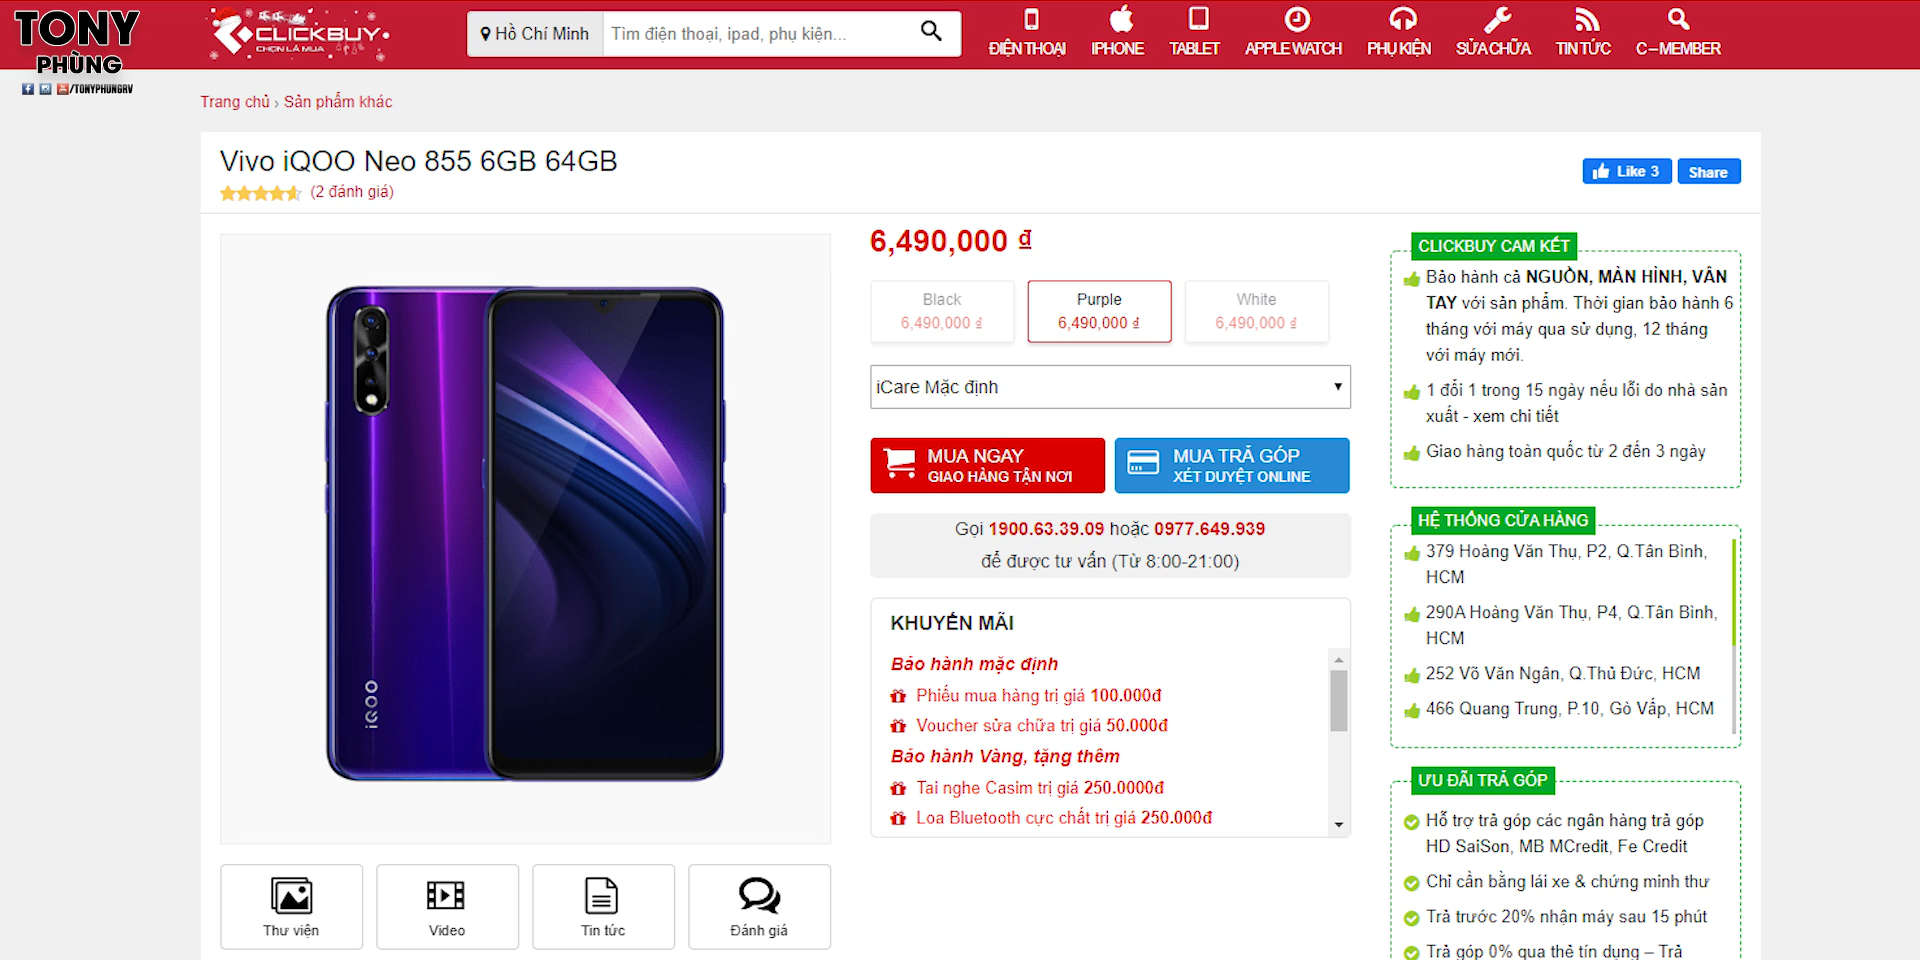 TONY
PHÙNG
/TONYPHUNGRV
CLICKBUY
CHỌN LÀ MUA
Hồ Chí Minh
Tìm điện thoại, ipad, phụ kiện...
ĐIỆN THOẠI
IPHONE
TABLET
APPLE WATCH
PHỤ KIỆN
SỬA CHỮA
TIN TỨC
C – MEMBER
Trang chủ › Sản phẩm khác
Vivo iQOO Neo 855 6GB 64GB
(2 đánh giá)
Like 3
Share
iQOO
Thư viện
Video
Tin tức
Đánh giá
6,490,000 ₫
Black
6,490,000 ₫
Purple
6,490,000 ₫
White
6,490,000 ₫
iCare Mặc định
MUA NGAY
GIAO HÀNG TẬN NƠI
MUA TRẢ GÓP
XÉT DUYỆT ONLINE
Gọi 1900.63.39.09 hoặc 0977.649.939
để được tư vấn (Từ 8:00-21:00)
KHUYẾN MÃI
Bảo hành mặc định
Phiếu mua hàng trị giá 100.000đ
Voucher sửa chữa trị giá 50.000đ
Bảo hành Vàng, tặng thêm
Tai nghe Casim trị giá 250.0000đ
Loa Bluetooth cực chất trị giá 250.000đ
CLICKBUY CAM KẾT
Bảo hành cả NGUỒN, MÀN HÌNH, VÂN
TAY với sản phẩm. Thời gian bảo hành 6
tháng với máy qua sử dụng, 12 tháng
với máy mới.
1 đổi 1 trong 15 ngày nếu lỗi do nhà sản
xuất - xem chi tiết
Giao hàng toàn quốc từ 2 đến 3 ngày
HỆ THỐNG CỬA HÀNG
379 Hoàng Văn Thụ, P2, Q.Tân Bình,
HCM
290A Hoàng Văn Thụ, P4, Q.Tân Bình,
HCM
252 Võ Văn Ngân, Q.Thủ Đức, HCM
466 Quang Trung, P.10, Gò Vấp, HCM
ƯU ĐÃI TRẢ GÓP
Hỗ trợ trả góp các ngân hàng trả góp
HD SaiSon, MB MCredit, Fe Credit
Chỉ cần bằng lái xe & chứng minh thư
Trả trước 20% nhận máy sau 15 phút
Trả góp 0% qua thẻ tín dụng – Trả